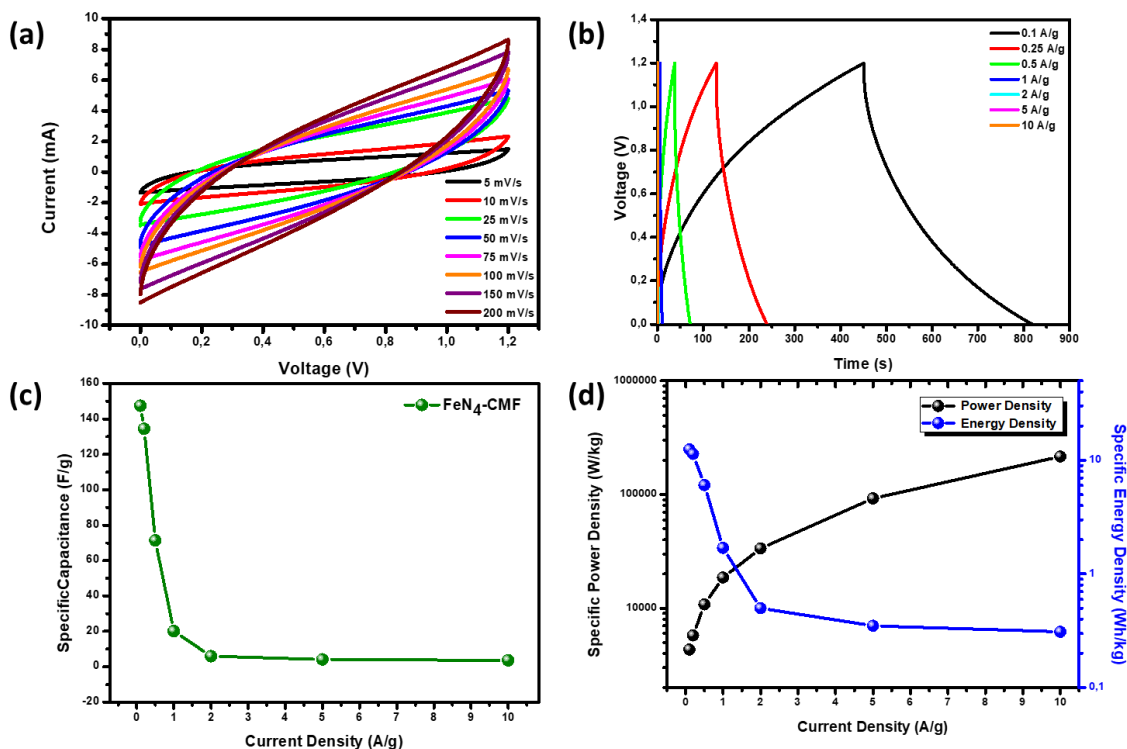 (a)
10
8
6
4
2
0
-2
-4
-6
-8
-10
Current (mA)
0,0
0,2
0,4
0,6
0,8
1,0
1,2
Voltage (V)
5 mV/s
10 mV/s
25 mV/s
50 mV/s
75 mV/s
100 mV/s
150 mV/s
200 mV/s
(b)
1,4
1,2
1,0
0,8
0,6
0,4
0,2
0,0
Voltage (V)
0
100
200
300
400
500
600
700
800
900
Time (s)
0.1 A/g
0.25 A/g
0.5 A/g
1 A/g
2 A/g
5 A/g
10 A/g
(c)
160
140
120
100
80
60
40
20
0
-20
SpecificCapacitance (F/g)
0
1
2
3
4
5
6
7
8
9
10
Current Density (A/g)
FeN4-CMF
(d)
1000000
100000
10000
Specific Power Density (W/kg)
0
1
2
3
4
5
6
7
8
9
10
Current Density (A/g)
Power Density
Energy Density
10
1
0,1
Specific Energy Density (Wh/kg)